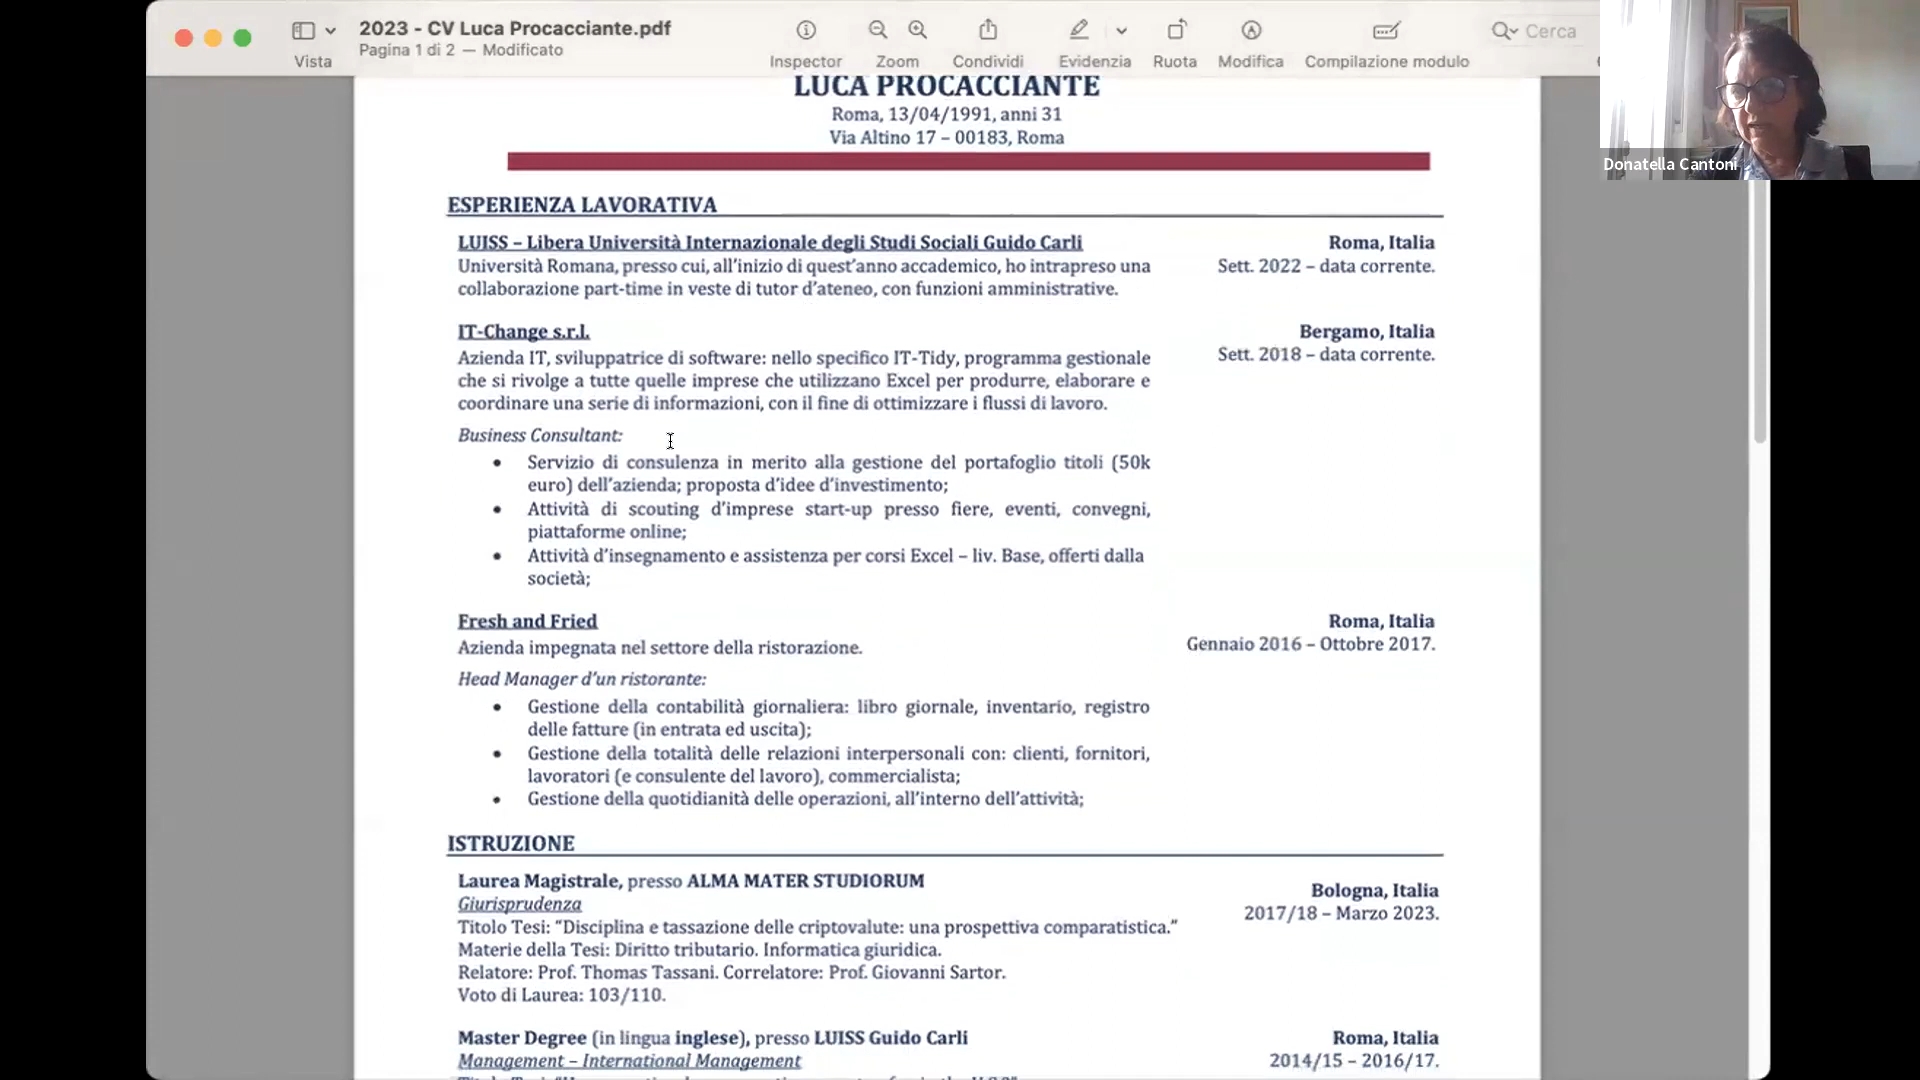 2023 - CV Luca Procacciante.pdf
Pagina 1 di 2 — Modificato
Vista
Inspector
Zoom
Condividi
Evidenzia
Ruota
Modifica
Compilazione modulo
Cerca
Donatella Cantoni
LUCA PROCACCIANTE
Roma, 13/04/1991, anni 31
Via Altino 17 – 00183, Roma
ESPERIENZA LAVORATIVA
LUISS – Libera Università Internazionale degli Studi Sociali Guido Carli
Roma, Italia
Università Romana, presso cui, all’inizio di quest’anno accademico, ho intrapreso una
Sett. 2022 – data corrente.
collaborazione part-time in veste di tutor d’ateneo, con funzioni amministrative.
IT-Change s.r.l.
Bergamo, Italia
Azienda IT, sviluppatrice di software: nello specifico IT-Tidy, programma gestionale
Sett. 2018 – data corrente.
che si rivolge a tutte quelle imprese che utilizzano Excel per produrre, elaborare e
coordinare una serie di informazioni, con il fine di ottimizzare i flussi di lavoro.
Business Consultant:
• Servizio di consulenza in merito alla gestione del portafoglio titoli (50k
euro) dell’azienda; proposta d’idee d’investimento;
• Attività di scouting d’imprese start-up presso fiere, eventi, convegni,
piattaforme online;
• Attività d’insegnamento e assistenza per corsi Excel – liv. Base, offerti dalla
società;
Fresh and Fried
Roma, Italia
Azienda impegnata nel settore della ristorazione.
Gennaio 2016 – Ottobre 2017.
Head Manager d’un ristorante:
• Gestione della contabilità giornaliera: libro giornale, inventario, registro
delle fatture (in entrata ed uscita);
• Gestione della totalità delle relazioni interpersonali con: clienti, fornitori,
lavoratori (e consulente del lavoro), commercialista;
• Gestione della quotidianità delle operazioni, all’interno dell’attività;
ISTRUZIONE
Laurea Magistrale, presso ALMA MATER STUDIORUM
Bologna, Italia
Giurisprudenza
2017/18 – Marzo 2023.
Titolo Tesi: “Disciplina e tassazione delle criptovalute: una prospettiva comparatistica.”
Materie della Tesi: Diritto tributario. Informatica giuridica.
Relatore: Prof. Thomas Tassani. Correlatore: Prof. Giovanni Sartor.
Voto di Laurea: 103/110.
Master Degree (in lingua inglese), presso LUISS Guido Carli
Roma, Italia
Management – International Management
2014/15 – 2016/17.